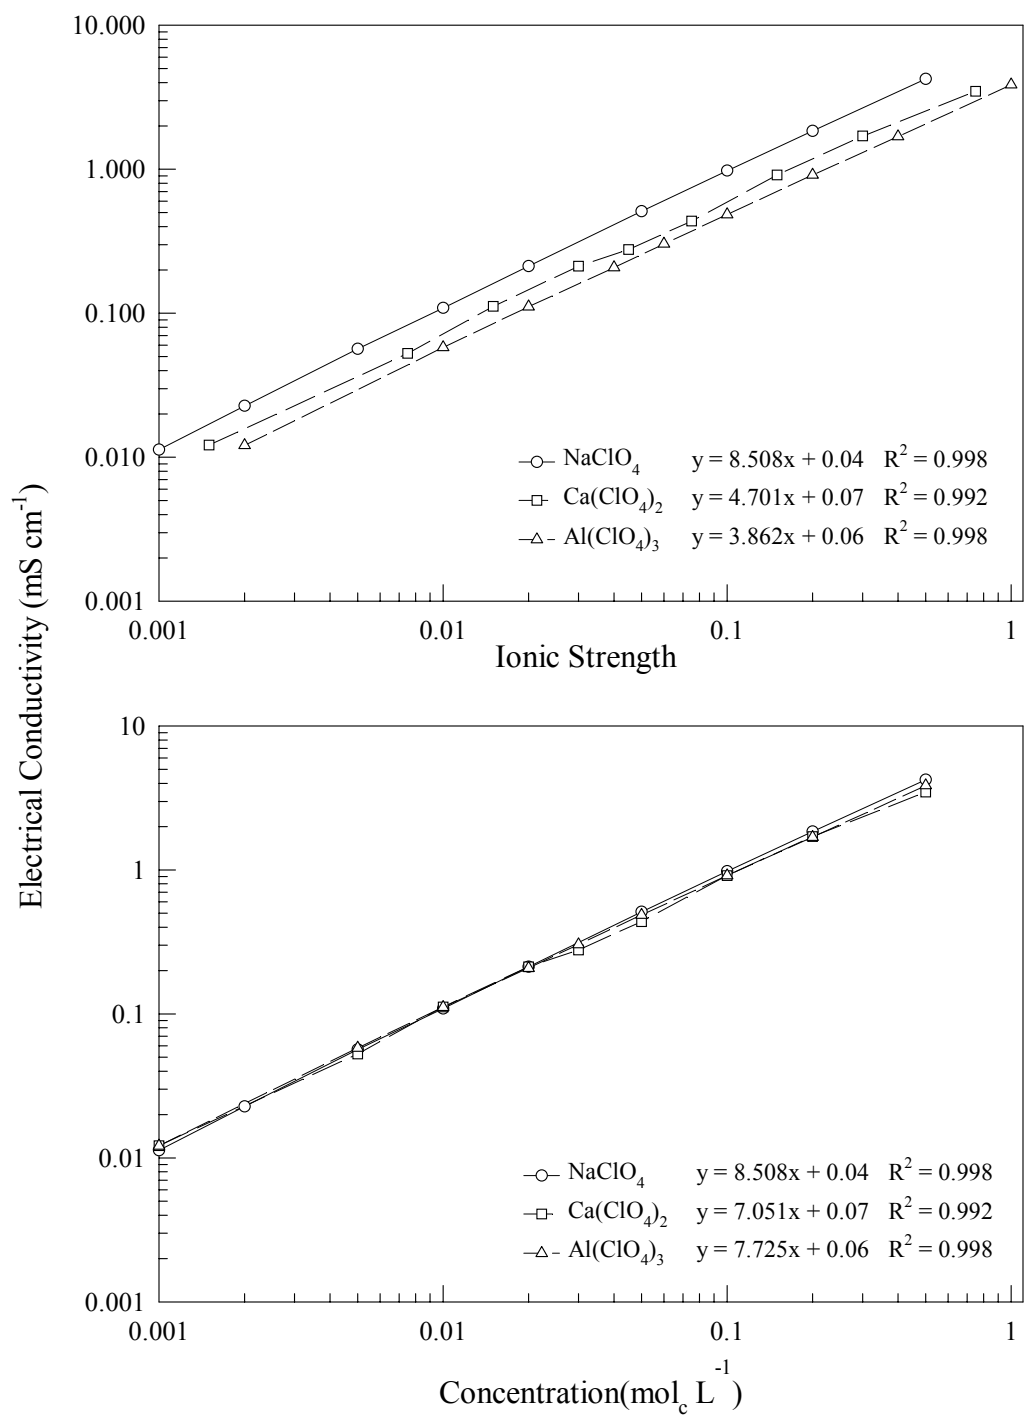 10.000
1.000
0.100
0.010
0.001
NaClO4 y = 8.508x + 0.04 R2 = 0.998
Ca(ClO4)2 y = 4.701x + 0.07 R2 = 0.992
Al(ClO4)3 y = 3.862x + 0.06 R2 = 0.998
0.001 0.01 0.1 1
Ionic Strength
Electrical Conductivity (mS cm-1)
10
1
0.1
0.01
0.001
NaClO4 y = 8.508x + 0.04 R2 = 0.998
Ca(ClO4)2 y = 7.051x + 0.07 R2 = 0.992
Al(ClO4)3 y = 7.725x + 0.06 R2 = 0.998
0.001 0.01 0.1 1
Concentration(molc L-1)